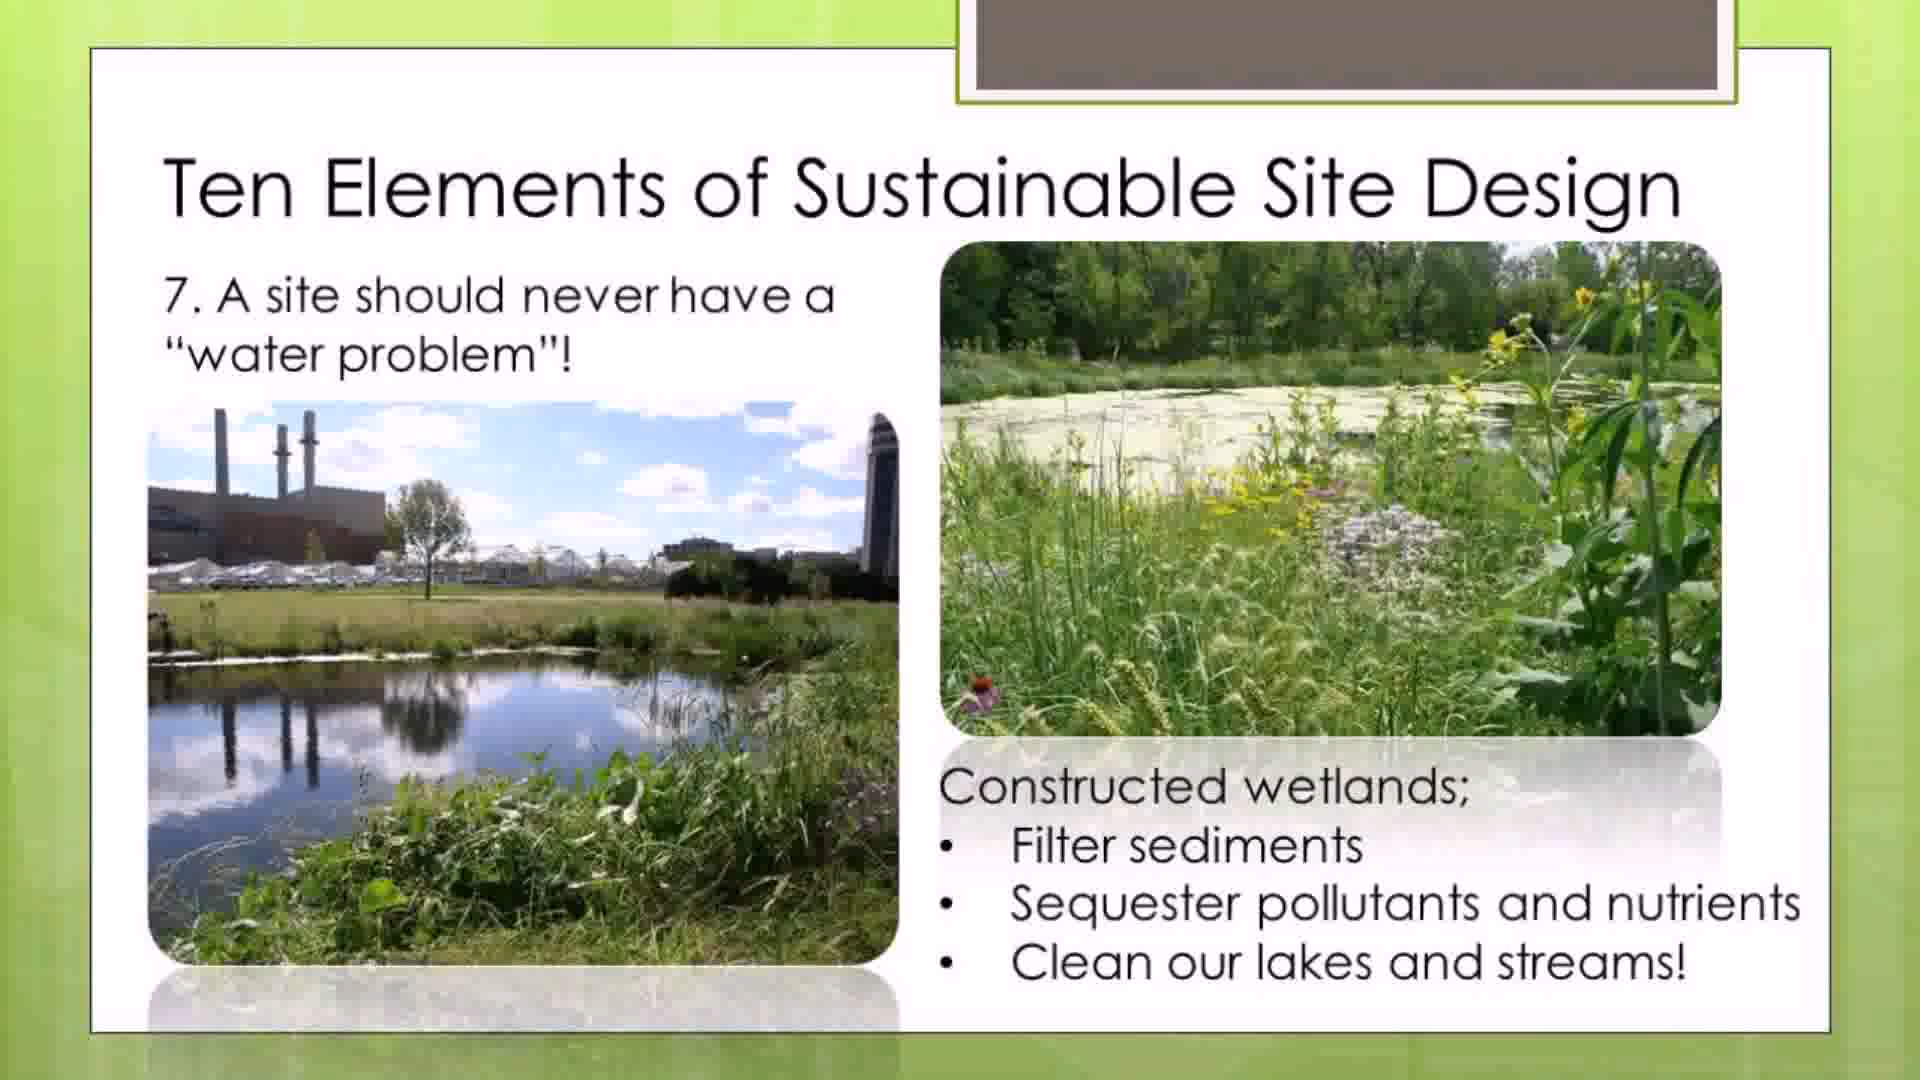 Ten Elements of Sustainable Site Design
7. A site should never have a
“water problem”!
Constructed wetlands;
• Filter sediments
• Sequester pollutants and nutrients
• Clean our lakes and streams!